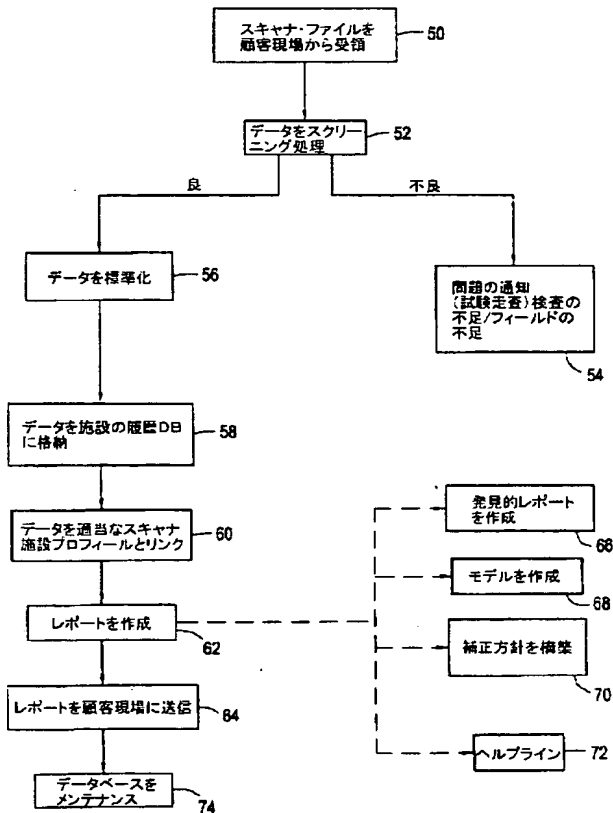 スキャナ・ファイルを
顧客現場から受領
50
データをスクリー
ニング処理
52
良
不良
データを標準化
56
問題の通知
(試験走査)検査の
不足/フィールドの
不足
54
データを施設の履歴DB
に格納
58
データを適当なスキャナ
施設プロフィールとリンク
60
発見的レポート
を作成
66
モデルを作成
68
レポートを作成
62
補正方針を構築
70
レポートを顧客現場に送信
64
ヘルプライン
72
データベースを
メンテナンス
74